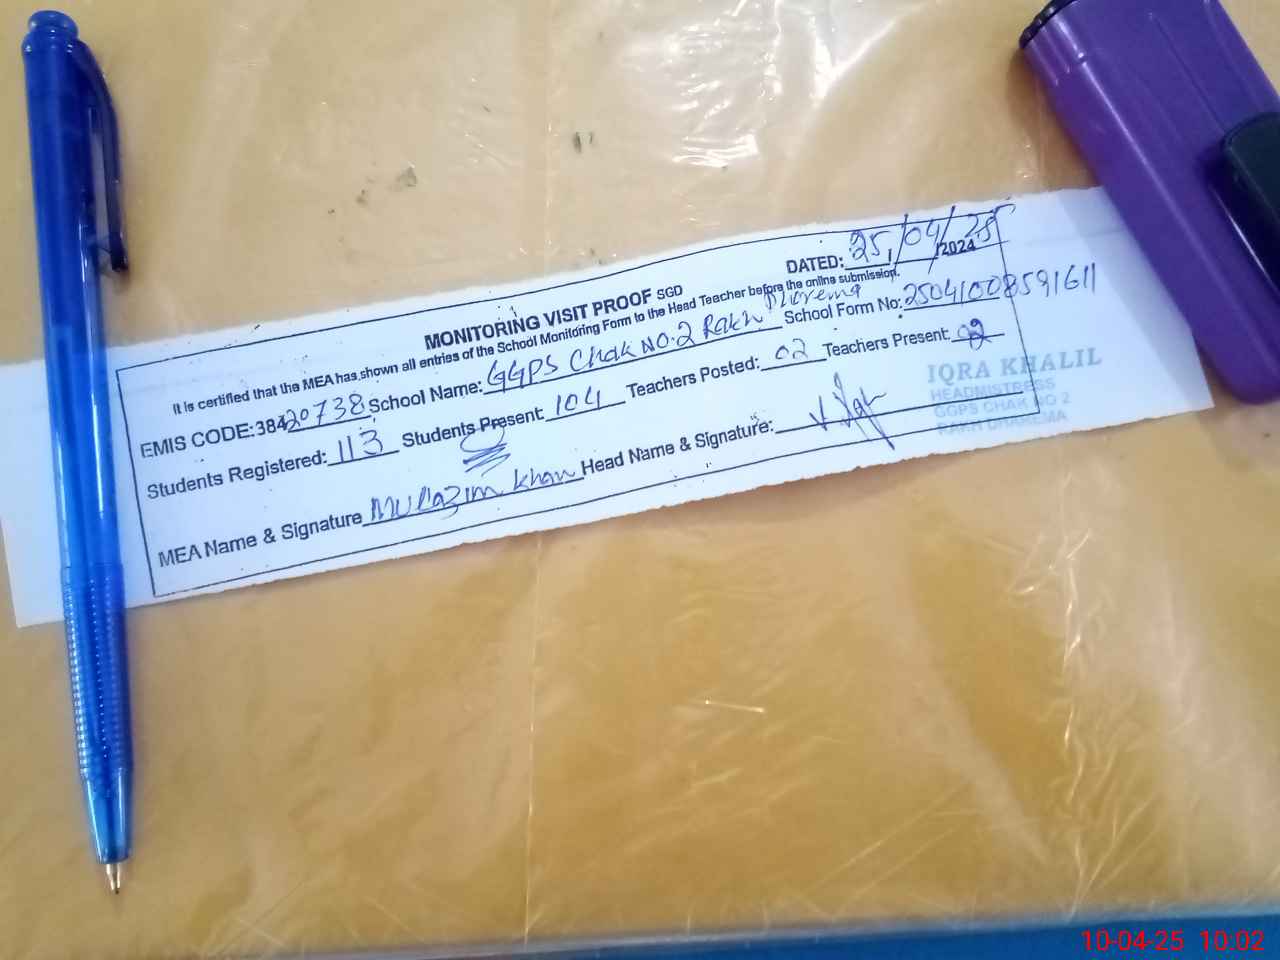 DATED: 25/04/25 /2024
MONITORING VISIT PROOF SGD
It is certified that the MEA has shown all entries of the School Monitoring Form to the Head Teacher before the online submission.
EMIS CODE: 38420738 School Name: GGPS Chak NO.2 Rakh Dharema School Form No: 25041008591611
Students Registered: 113 Students Present: 104 Teachers Posted: 02 Teachers Present: 02
MEA Name & Signature Mulazim Khan Head Name & Signature:
IQRA KHALIL
HEADMISTRESS
GGPS CHAK NO 2
RAKH DHAREMA
10-04-25 10:02